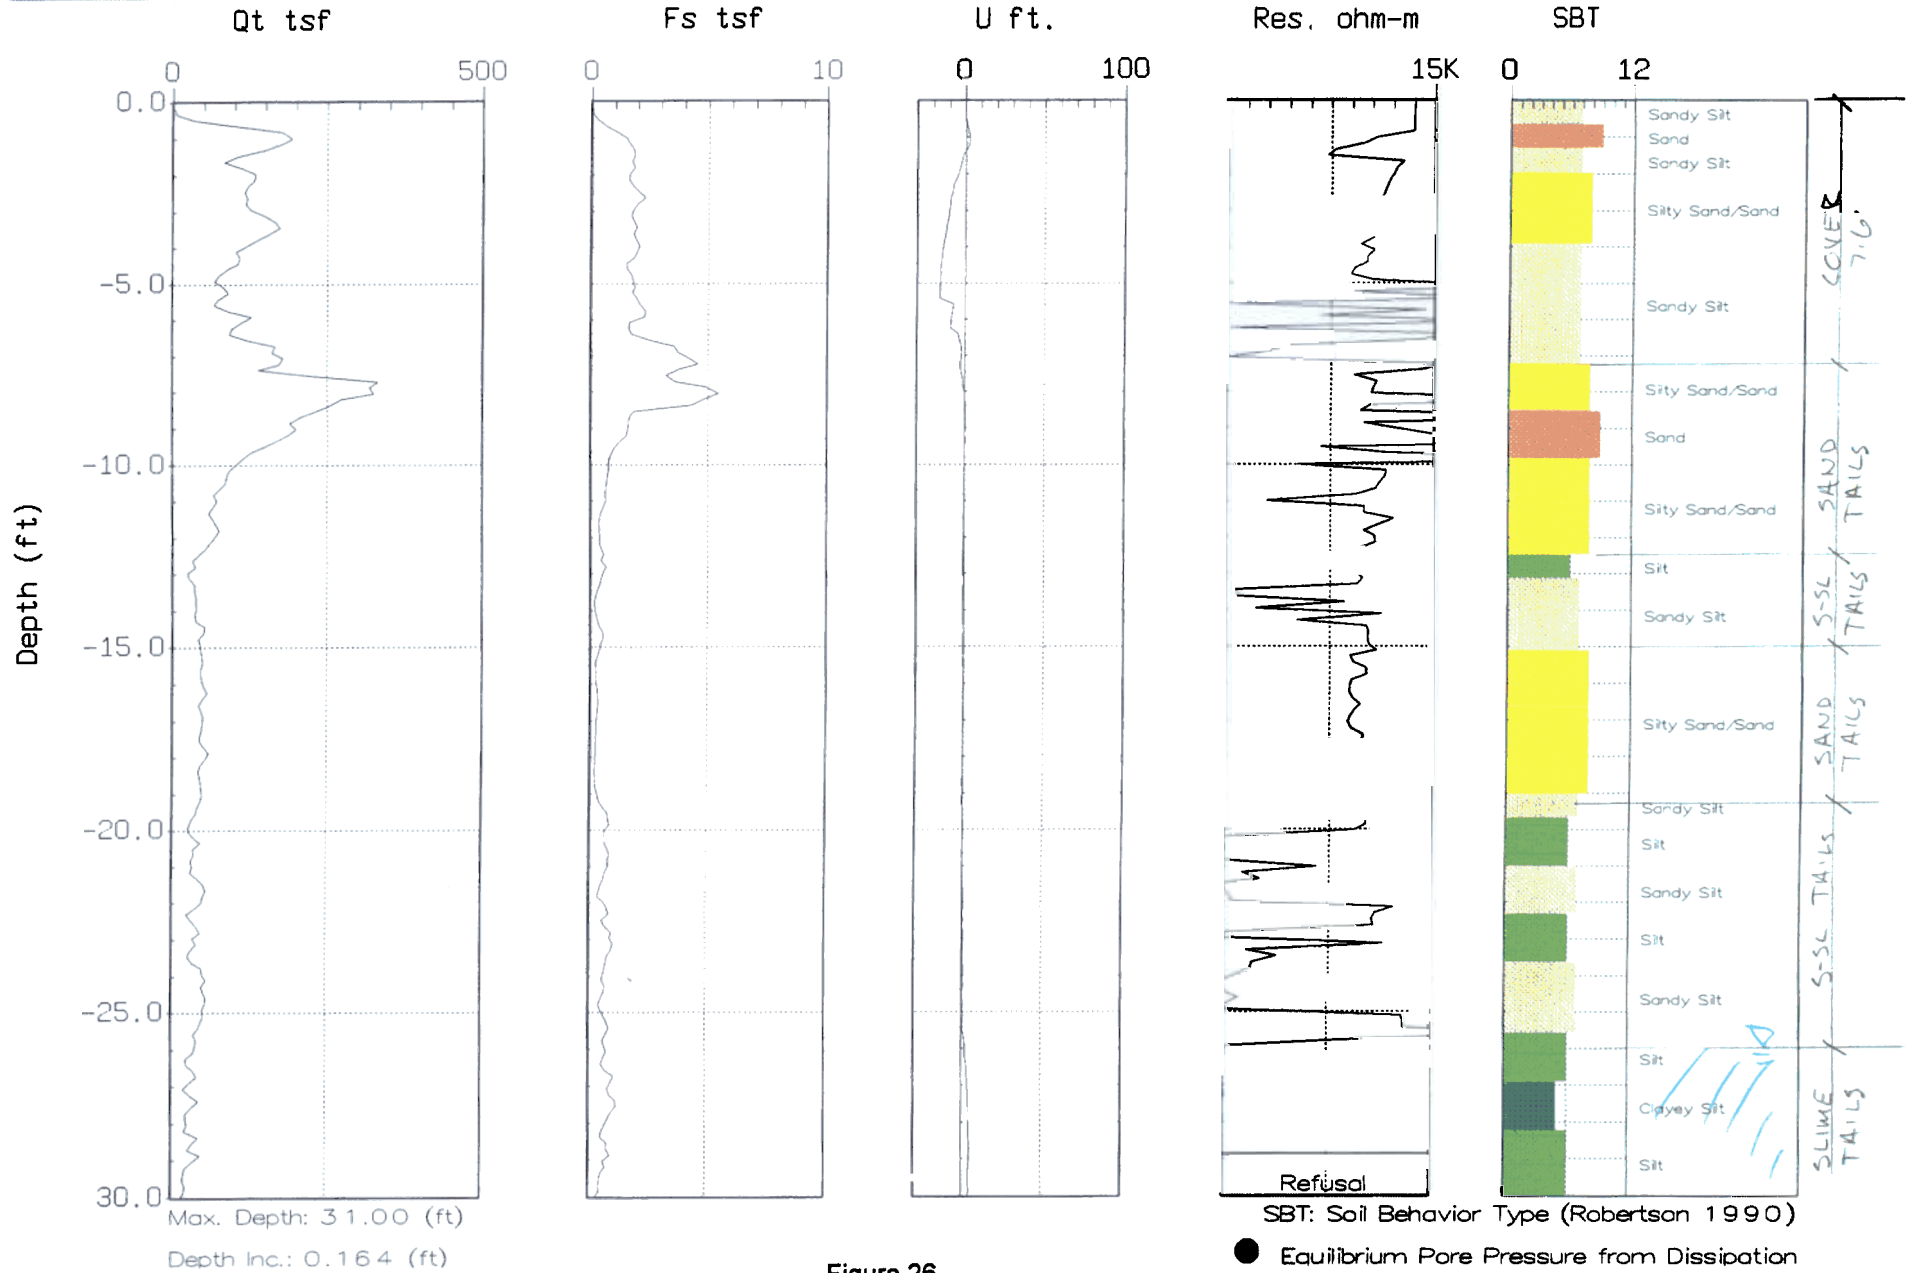 Qt tsf
Fs tsf
U ft.
Res. ohm-m
SBT
0 500
0 10
0 100
15K
0 12
Depth (ft)
0.0
-5.0
-10.0
-15.0
-20.0
-25.0
30.0
Sandy Silt
Sand
Sandy Silt
Silty Sand/Sand
Sandy Silt
Silty Sand/Sand
Sand
Silty Sand/Sand
Silt
Sandy Silt
Silty Sand/Sand
Sandy Silt
Silt
Sandy Silt
Silt
Sandy Silt
Silt
Clayey Silt
Silt
COVER
SAND
TAILS
S-SL
TAILS
SAND
TAILS
S-SL TAILS
SLIME
TAILS
Refusal
Max. Depth: 31.00 (ft)
Depth Inc.: 0.164 (ft)
SBT: Soil Behavior Type (Robertson 1990)
Equilibrium Pore Pressure from Dissipation
Figure 26